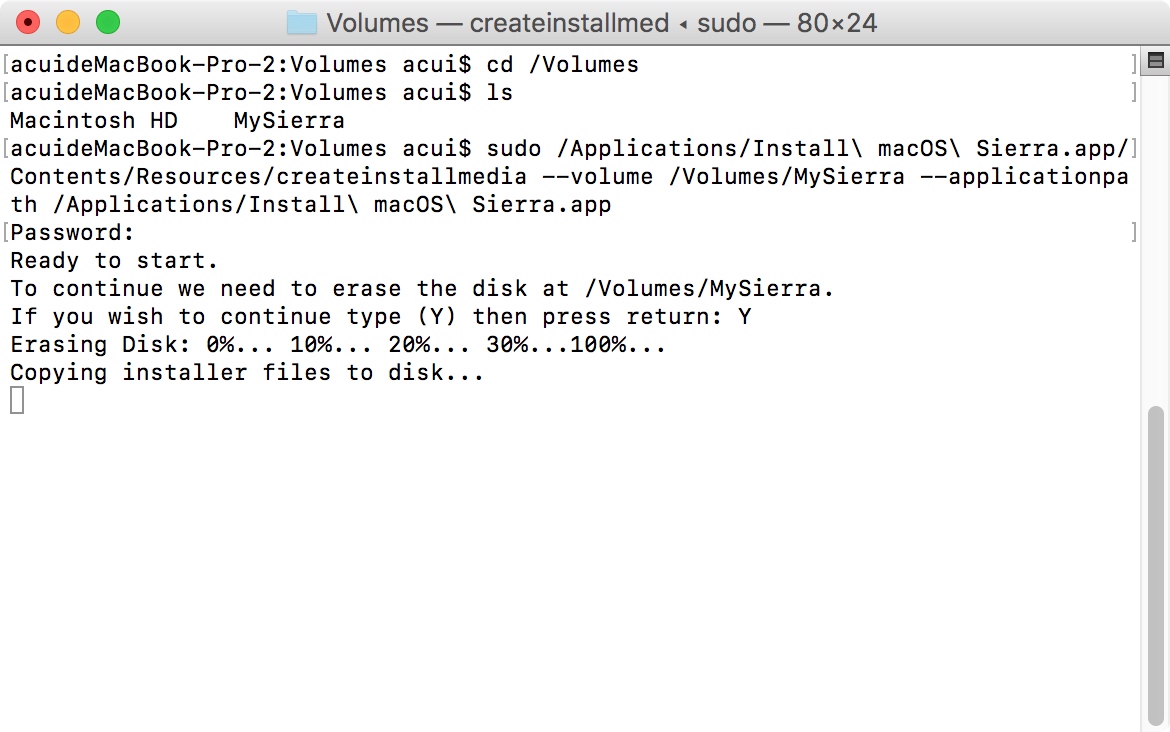 Volumes — createinstallmed ◂ sudo — 80×24
[acuideMacBook-Pro-2:Volumes acui$ cd /Volumes ]
[acuideMacBook-Pro-2:Volumes acui$ ls ]
Macintosh HD    MySierra
[acuideMacBook-Pro-2:Volumes acui$ sudo /Applications/Install\ macOS\ Sierra.app/]
Contents/Resources/createinstallmedia --volume /Volumes/MySierra --applicationpa
th /Applications/Install\ macOS\ Sierra.app
[Password: ]
Ready to start.
To continue we need to erase the disk at /Volumes/MySierra.
If you wish to continue type (Y) then press return: Y
Erasing Disk: 0%... 10%... 20%... 30%...100%...
Copying installer files to disk...